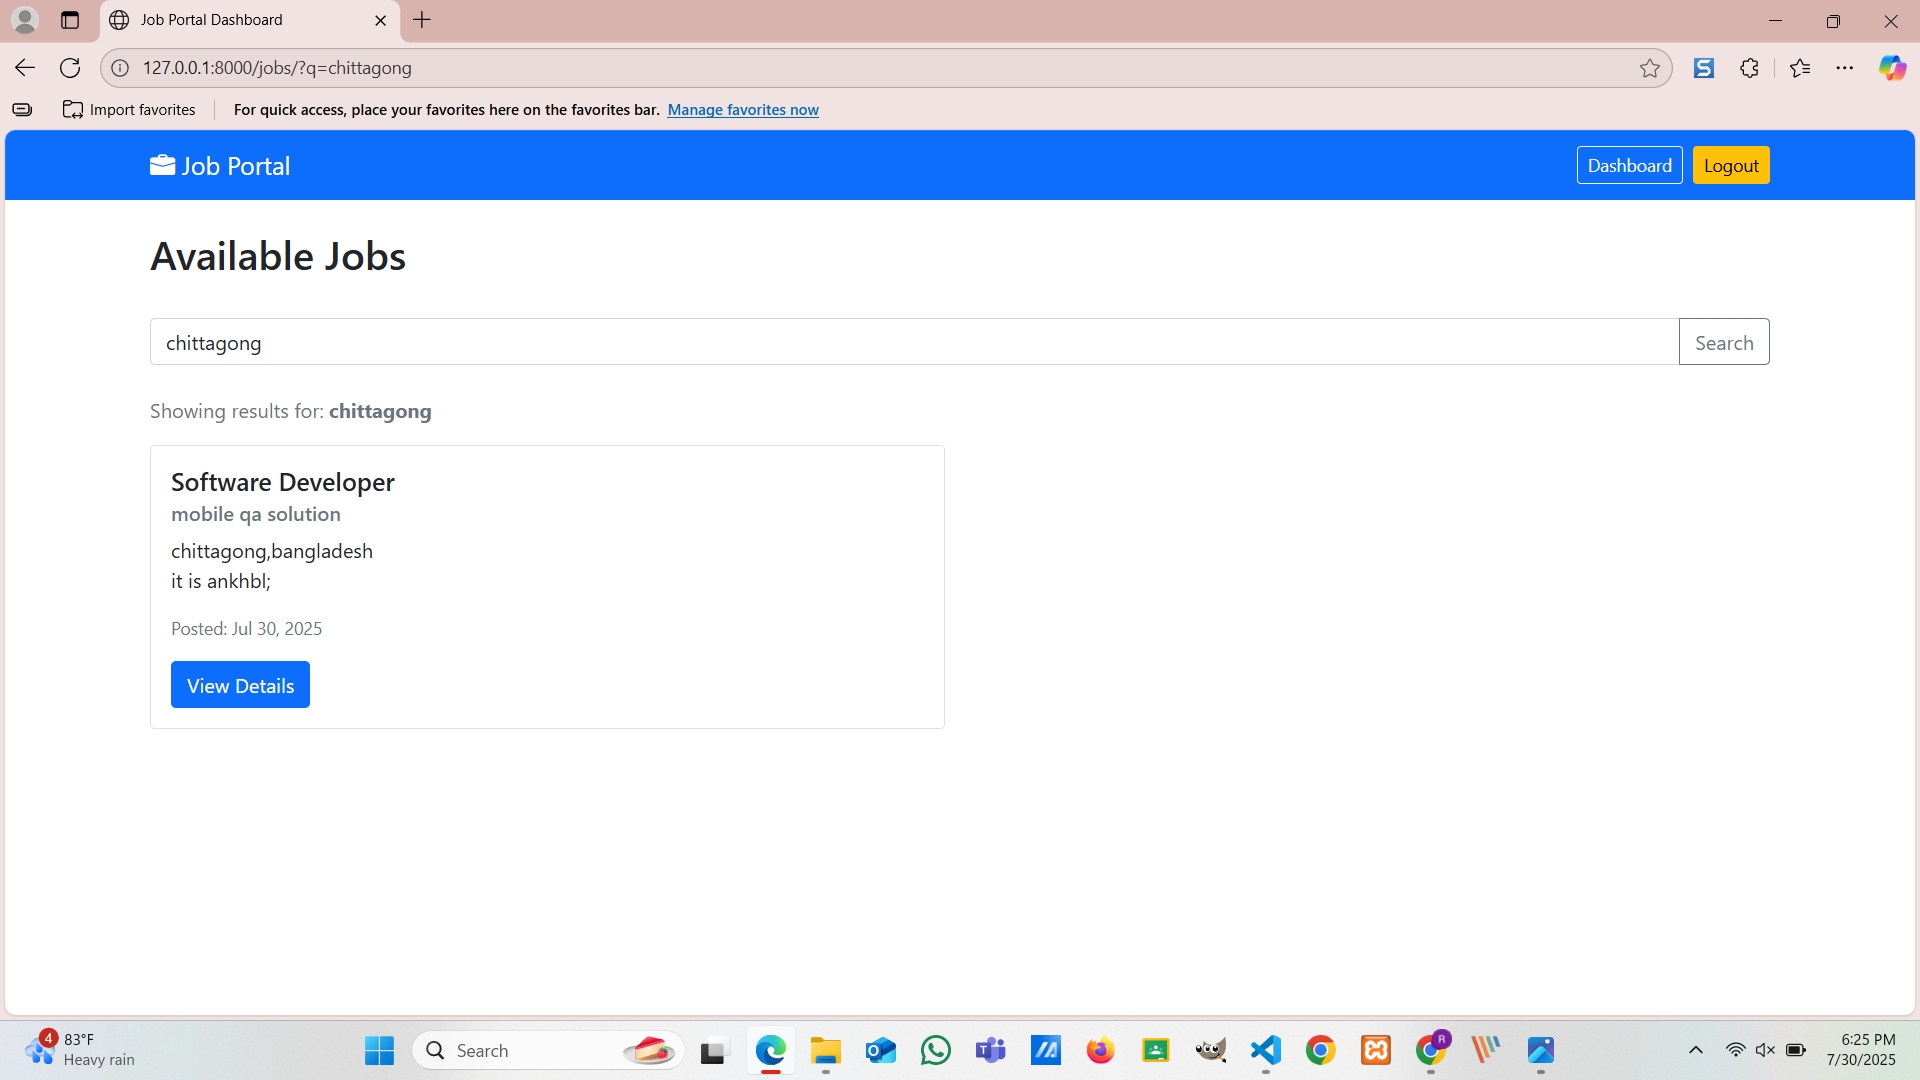 Job Portal Dashboard
127.0.0.1:8000/jobs/?q=chittagong
Import favorites
For quick access, place your favorites here on the favorites bar. Manage favorites now
Job Portal
Dashboard
Logout
Available Jobs
chittagong
Search
Showing results for: chittagong
Software Developer
mobile qa solution
chittagong,bangladesh
it is ankhbl;
Posted: Jul 30, 2025
View Details
4
83°F
Heavy rain
Search
R
6:25 PM
7/30/2025